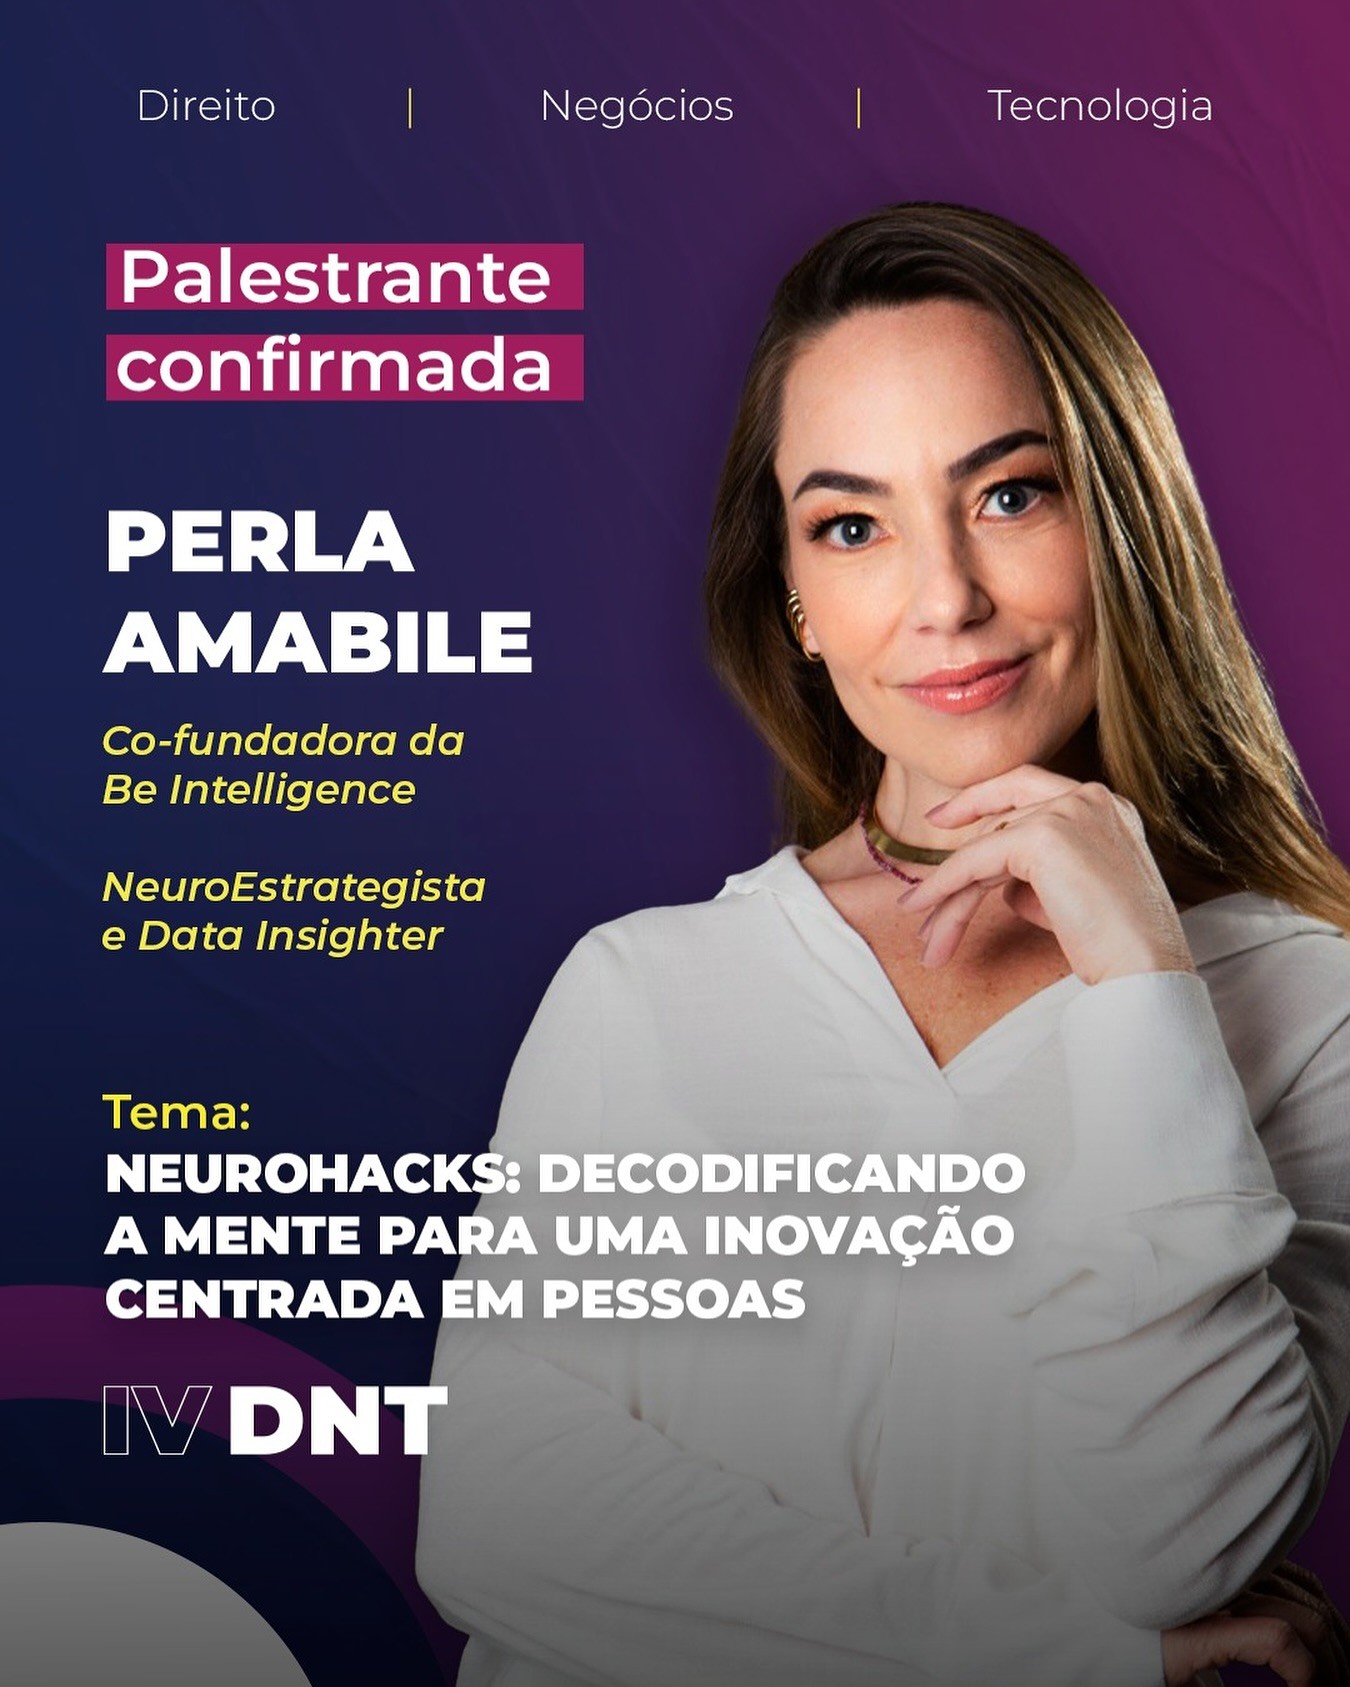 Direito | Negócios | Tecnologia
Palestrante
confirmada
PERLA
AMABILE
Co-fundadora da
Be Intelligence
NeuroEstrategista
e Data Insighter
Tema:
NEUROHACKS: DECODIFICANDO
A MENTE PARA UMA INOVAÇÃO
CENTRADA EM PESSOAS
IV DNT